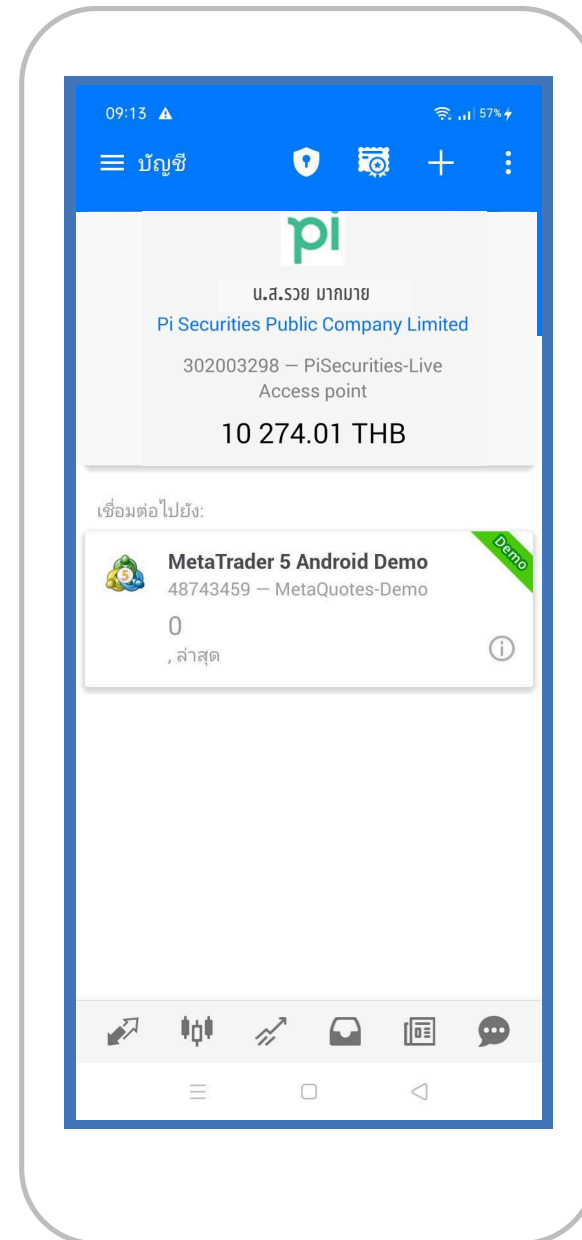 09:13
57%
บัญชี
pi
น.ส.รวย มากมาย
Pi Securities Public Company Limited
302003298 — PiSecurities-Live
Access point
10 274.01 THB
เชื่อมต่อไปยัง:
Demo
MetaTrader 5 Android Demo
48743459 — MetaQuotes-Demo
0
, ล่าสุด